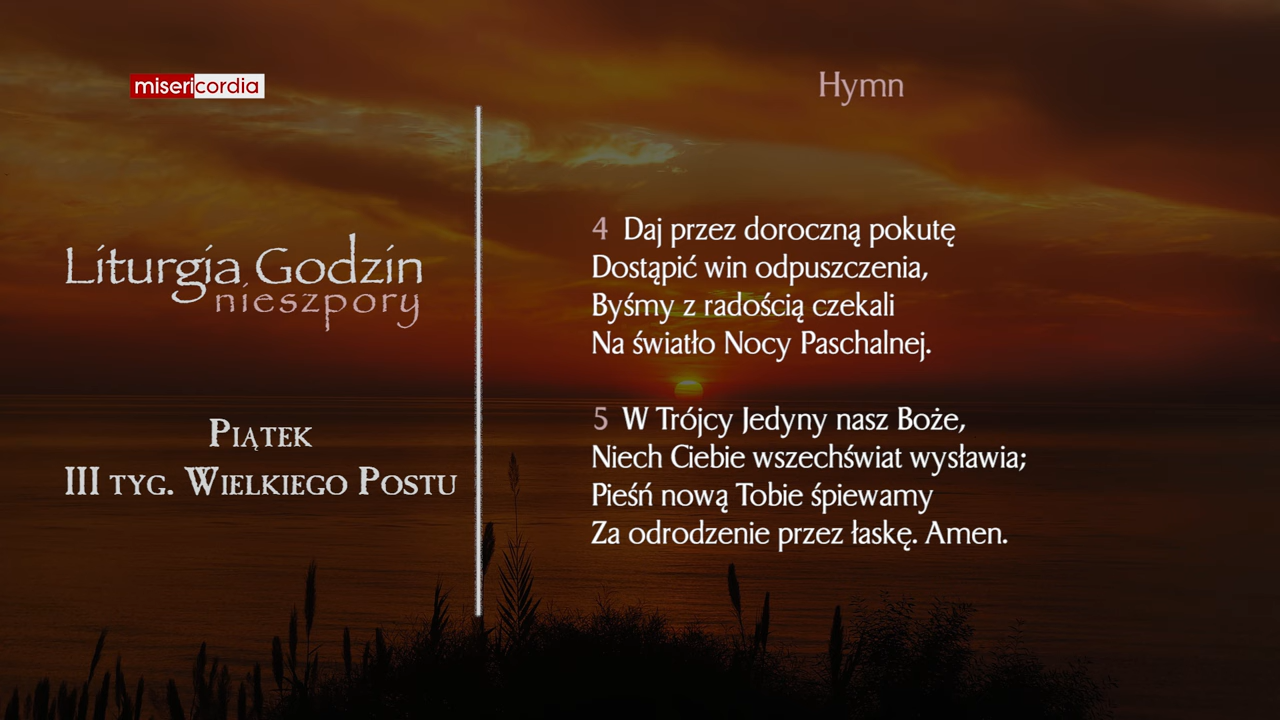 misericordia
Liturgia Godzin
nieszpory
Piątek
III tyg. Wielkiego Postu
Hymn
4 Daj przez doroczną pokutę
Dostąpić win odpuszczenia,
Byśmy z radością czekali
Na światło Nocy Paschalnej.
5 W Trójcy Jedyny nasz Boże,
Niech Ciebie wszechświat wysławia;
Pieśń nową Tobie śpiewamy
Za odrodzenie przez łaskę. Amen.